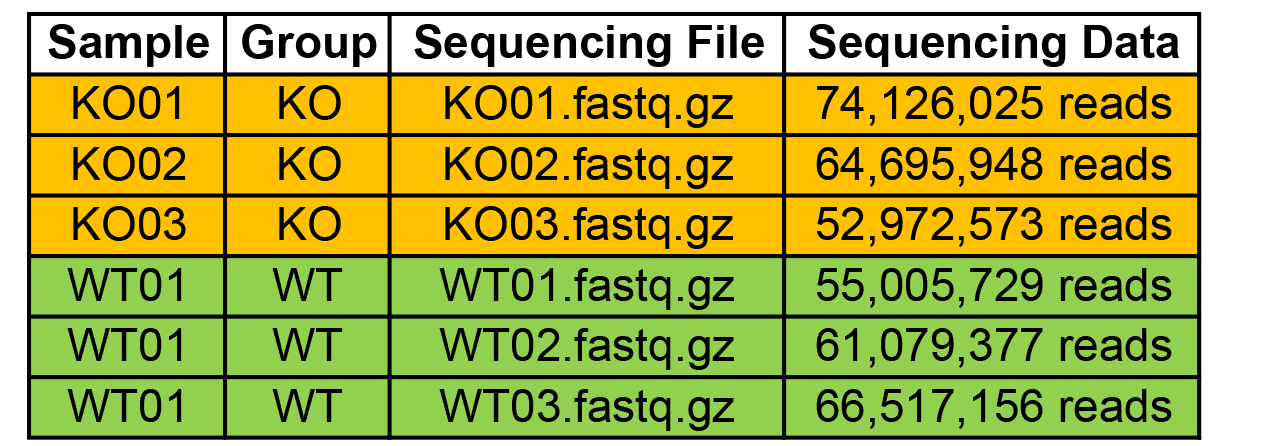 Sample Group Sequencing File Sequencing Data
KO01 KO KO01.fastq.gz 74,126,025 reads
KO02 KO KO02.fastq.gz 64,695,948 reads
KO03 KO KO03.fastq.gz 52,972,573 reads
WT01 WT WT01.fastq.gz 55,005,729 reads
WT01 WT WT02.fastq.gz 61,079,377 reads
WT01 WT WT03.fastq.gz 66,517,156 reads